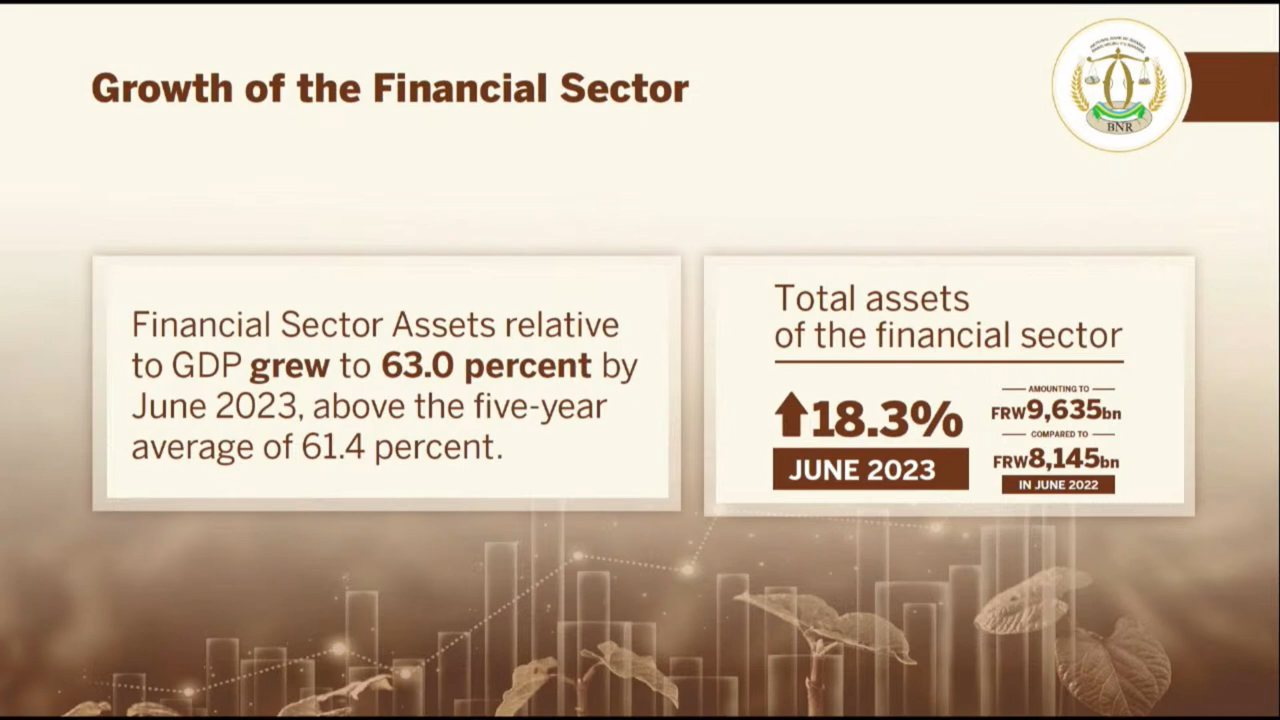 Growth of the Financial Sector
BNR
Financial Sector Assets relative
to GDP grew to 63.0 percent by
June 2023, above the five-year
average of 61.4 percent.
Total assets
of the financial sector
18.3%
JUNE 2023
AMOUNTING TO
FRW9,635bn
COMPARED TO
FRW8,145bn
IN JUNE 2022